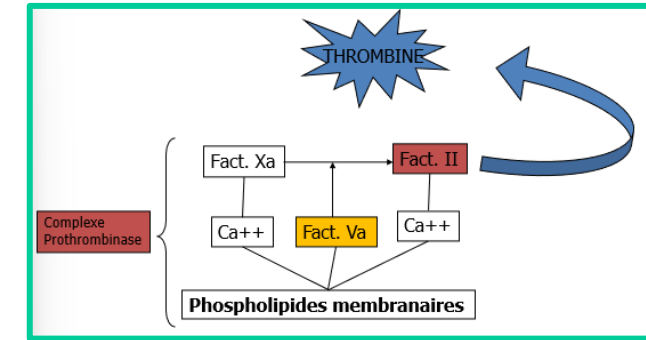 THROMBINE
Fact. Xa
Fact. II
Complexe
Prothrombinase
Ca++
Fact. Va
Ca++
Phospholipides membranaires